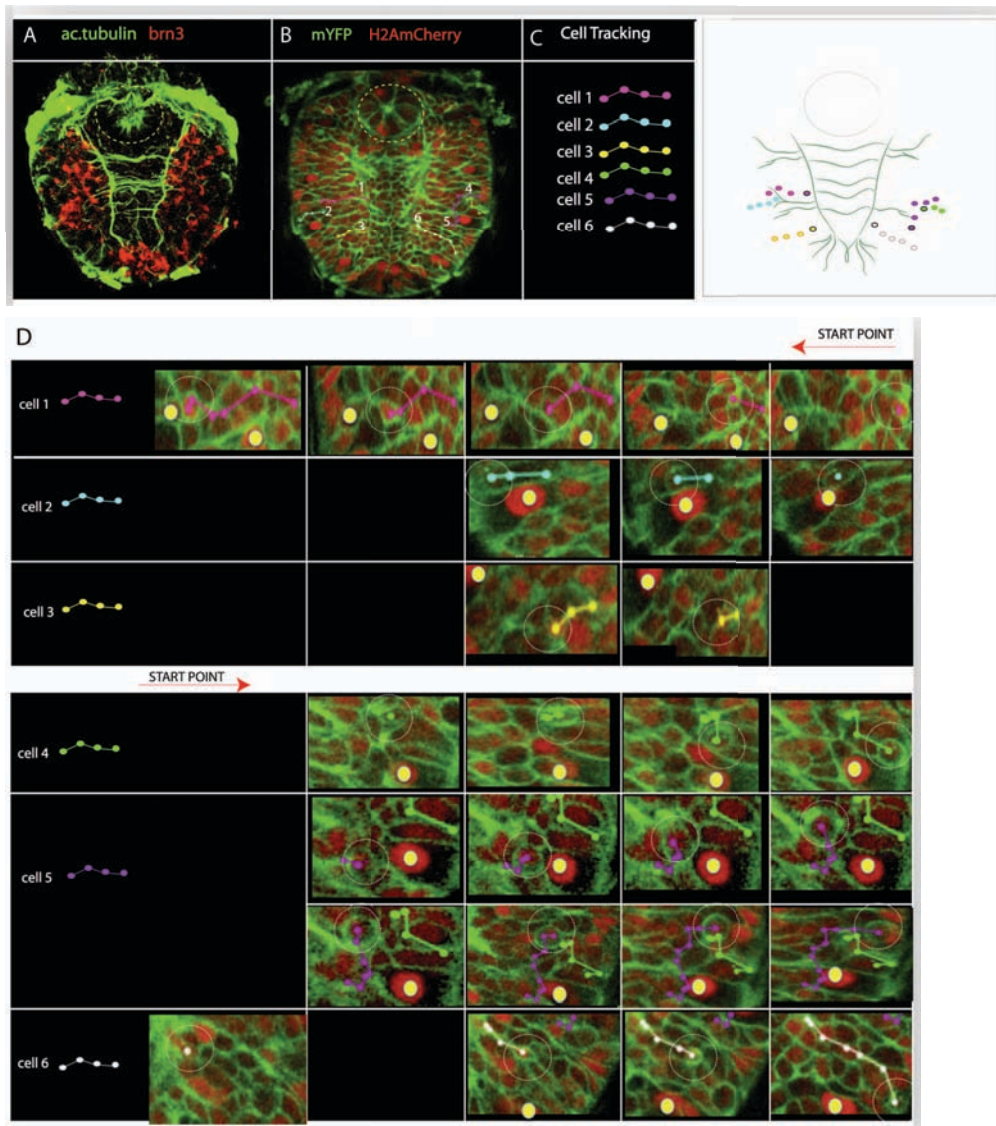 A ac.tubulin brn3
B mYFP H2AmCherry
C Cell Tracking
1
2
3
4
5
6
cell 1
cell 2
cell 3
cell 4
cell 5
cell 6
D
START POINT
cell 1
cell 2
cell 3
START POINT
cell 4
cell 5
cell 6